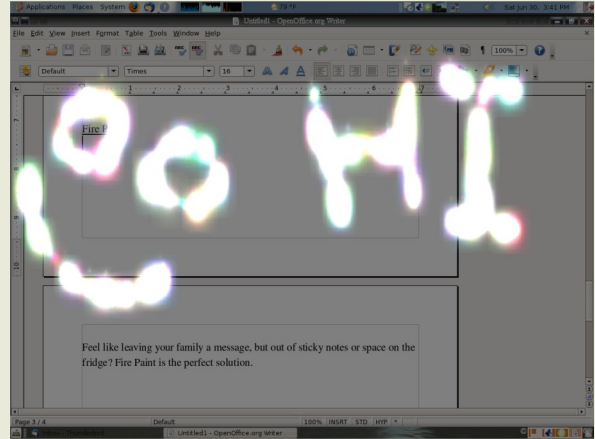 Applications Places System 79 °F Sat Jun 30, 3:41 PM
Untitled1 - OpenOffice.org Writer
File Edit View Insert Format Table Tools Window Help
100%
Default Times 16
HI
Fire P
Feel like leaving your family a message, but out of sticky notes or space on the
fridge? Fire Paint is the perfect solution.
Page 3 / 4 Default 100% INSRT STD HYP *
Untitled1 - OpenOffice.org Writer